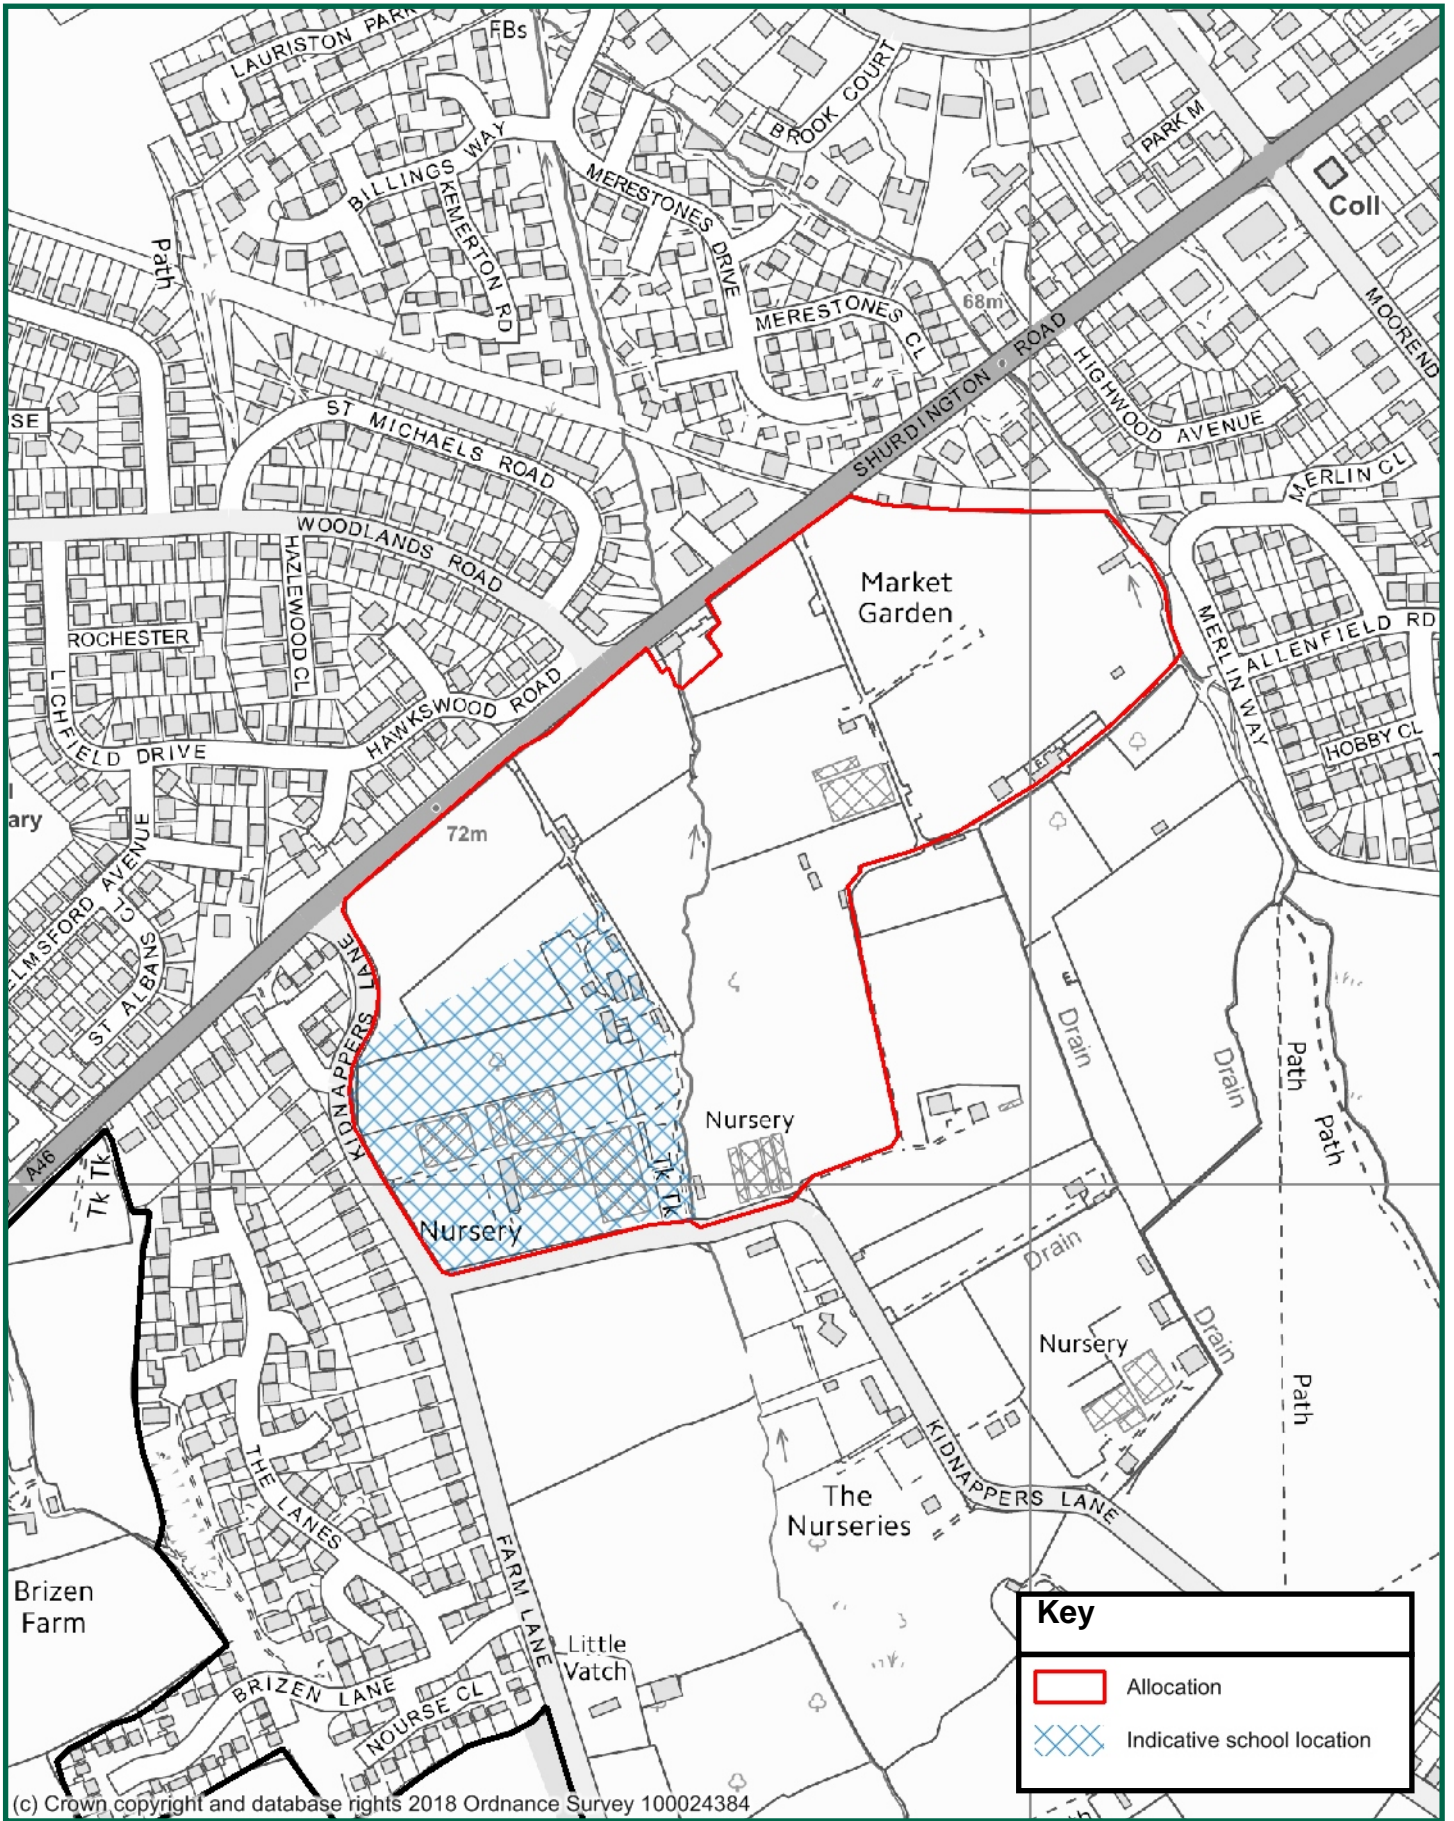 LAURISTON PARK
FBs
BROOK COURT
PARK M
Coll
BILLINGS WAY
KEMERTON RD
MERESTONES DRIVE
Path
MERESTONES CL
68m
SHURDINGTON ROAD
MOOREND
HIGHWOOD AVENUE
SE
ST MICHAELS ROAD
MERLIN CL
WOODLANDS ROAD
HAZLEWOOD CL
Market
Garden
ROCHESTER
ALLENFIELD RD
MERLIN WAY
LICHFIELD DRIVE
HAWKSWOOD ROAD
HOBBY CL
ary
72m
ELMSFORD AVENUE
ST ALBANS CL
KIDNAPPERS LANE
Drain
Drain
Path
Path
Nursery
A46
Tk
Tk
Tk
Tk
Nursery
Drain
Drain
Nursery
Path
KIDNAPPERS LANE
THE LANES
The
Nurseries
FARM LANE
Brizen
Farm
Little
Vatch
BRIZEN LANE
NOURSE CL
Key
Allocation
Indicative school location
(c) Crown copyright and database rights 2018 Ordnance Survey 100024384